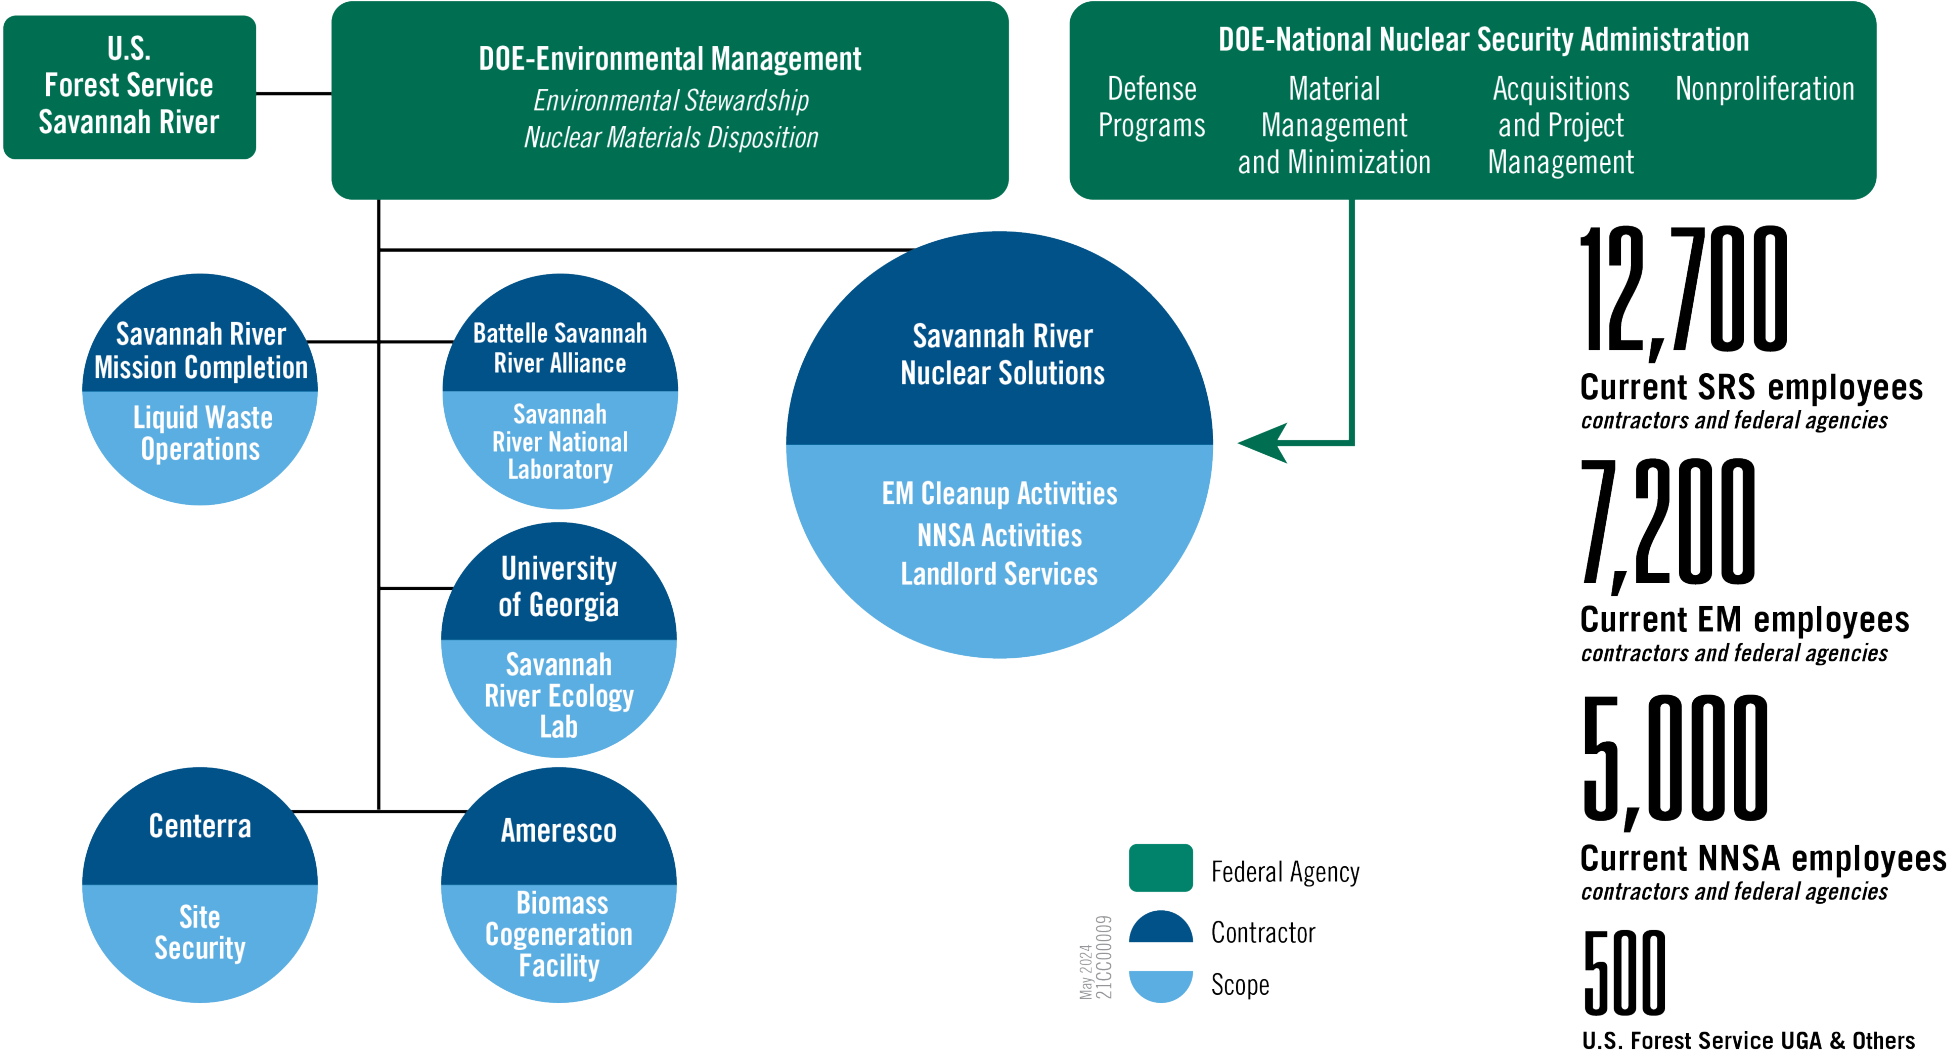 U.S.
Forest Service
Savannah River
DOE-Environmental Management
Environmental Stewardship
Nuclear Materials Disposition
DOE-National Nuclear Security Administration
Defense
Programs
Material
Management
and Minimization
Acquisitions
and Project
Management
Nonproliferation
Savannah River
Mission Completion
Liquid Waste
Operations
Battelle Savannah
River Alliance
Savannah
River National
Laboratory
Savannah River
Nuclear Solutions
EM Cleanup Activities
NNSA Activities
Landlord Services
University
of Georgia
Savannah
River Ecology
Lab
Centerra
Site
Security
Ameresco
Biomass
Cogeneration
Facility
12,700
Current SRS employees
contractors and federal agencies
7,200
Current EM employees
contractors and federal agencies
5,000
Current NNSA employees
contractors and federal agencies
500
U.S. Forest Service UGA & Others
Federal Agency
Contractor
Scope
May 2024
21CC00009